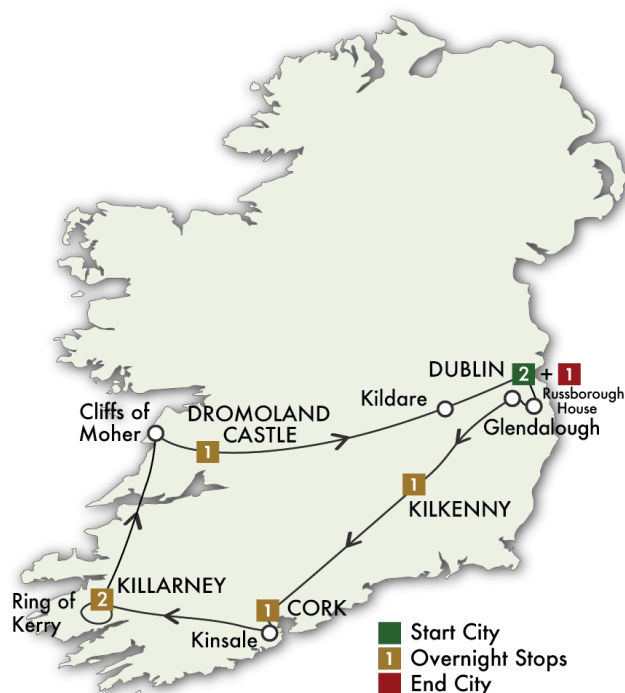 DUBLIN 2 + 1
Russborough
House
Kildare
Glendalough
Cliffs of
Moher
DROMOLAND
CASTLE
1
1
KILKENNY
KILLARNEY
2
Ring of
Kerry
1 CORK
Kinsale
Start City
1 Overnight Stops
End City